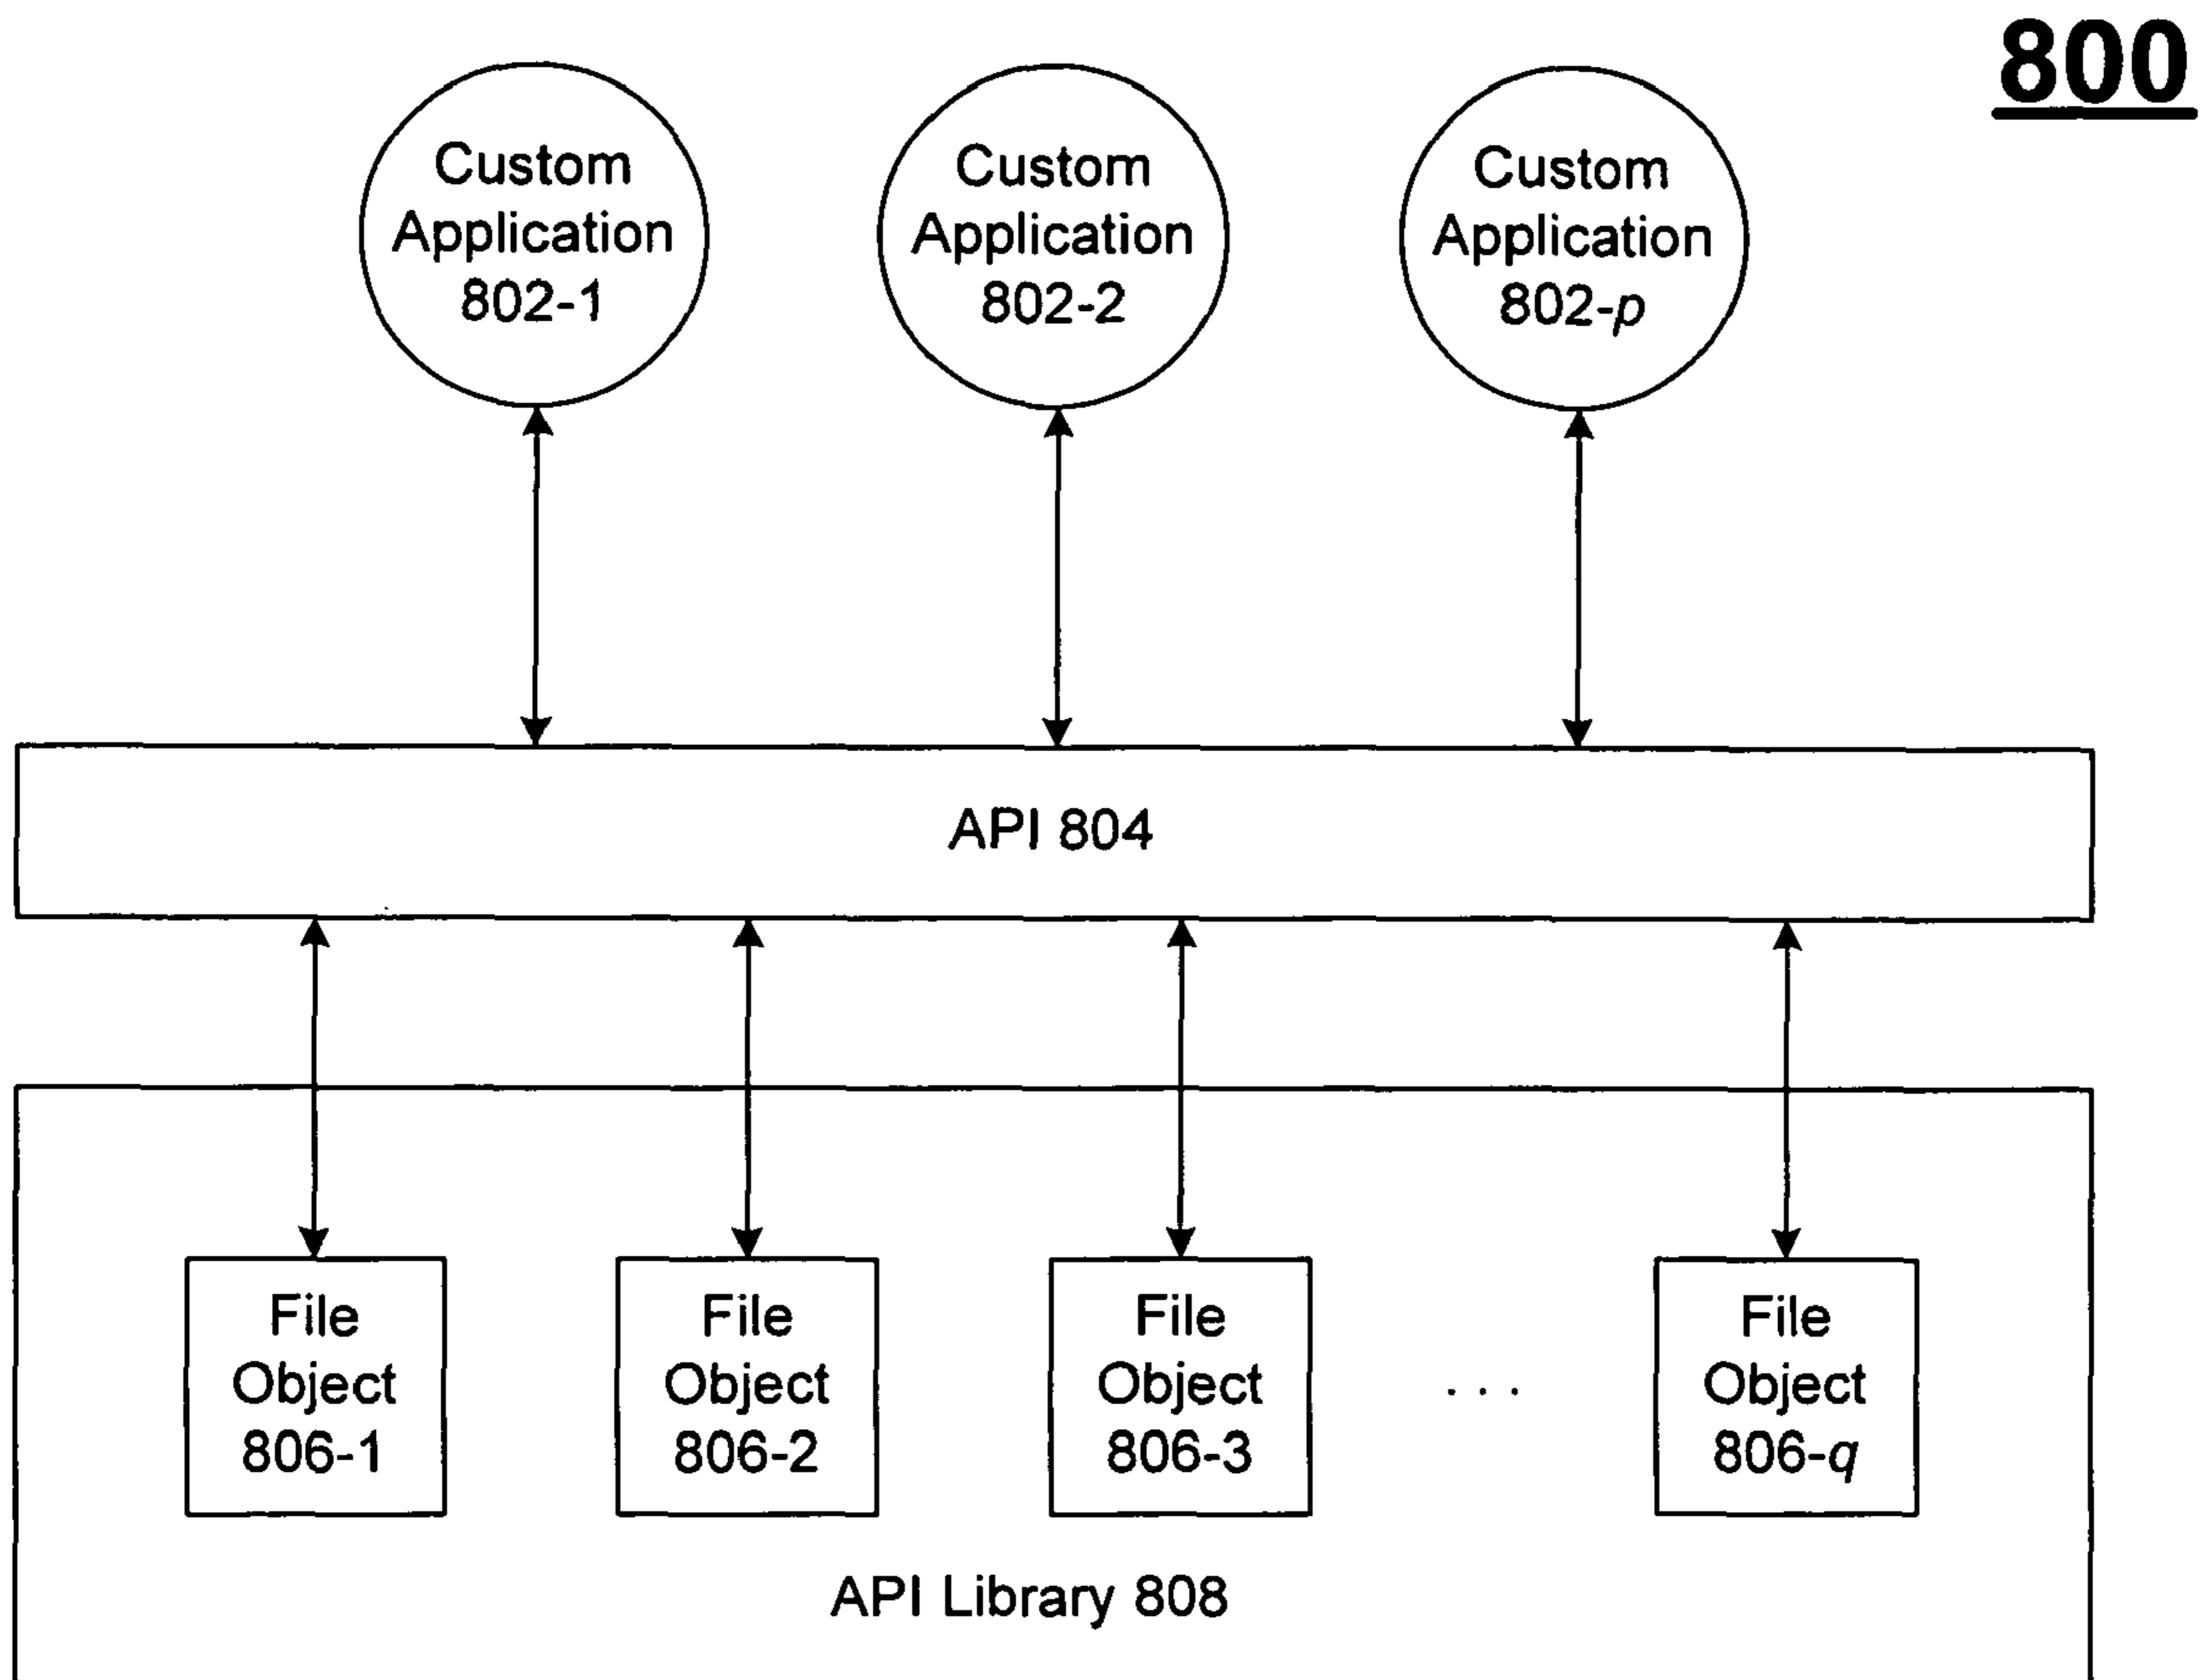 800
Custom
Application
802-1
Custom
Application
802-2
Custom
Application
802-p
API 804
File
Object
806-1
File
Object
806-2
File
Object
806-3
. . .
File
Object
806-q
API Library 808